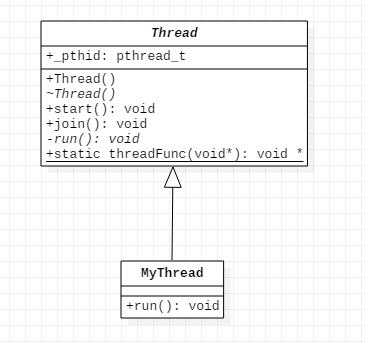 Thread
+_pthid: pthread_t
+Thread()
~Thread()
+start(): void
+join(): void
-run(): void
+static threadFunc(void*): void *
MyThread
+run(): void